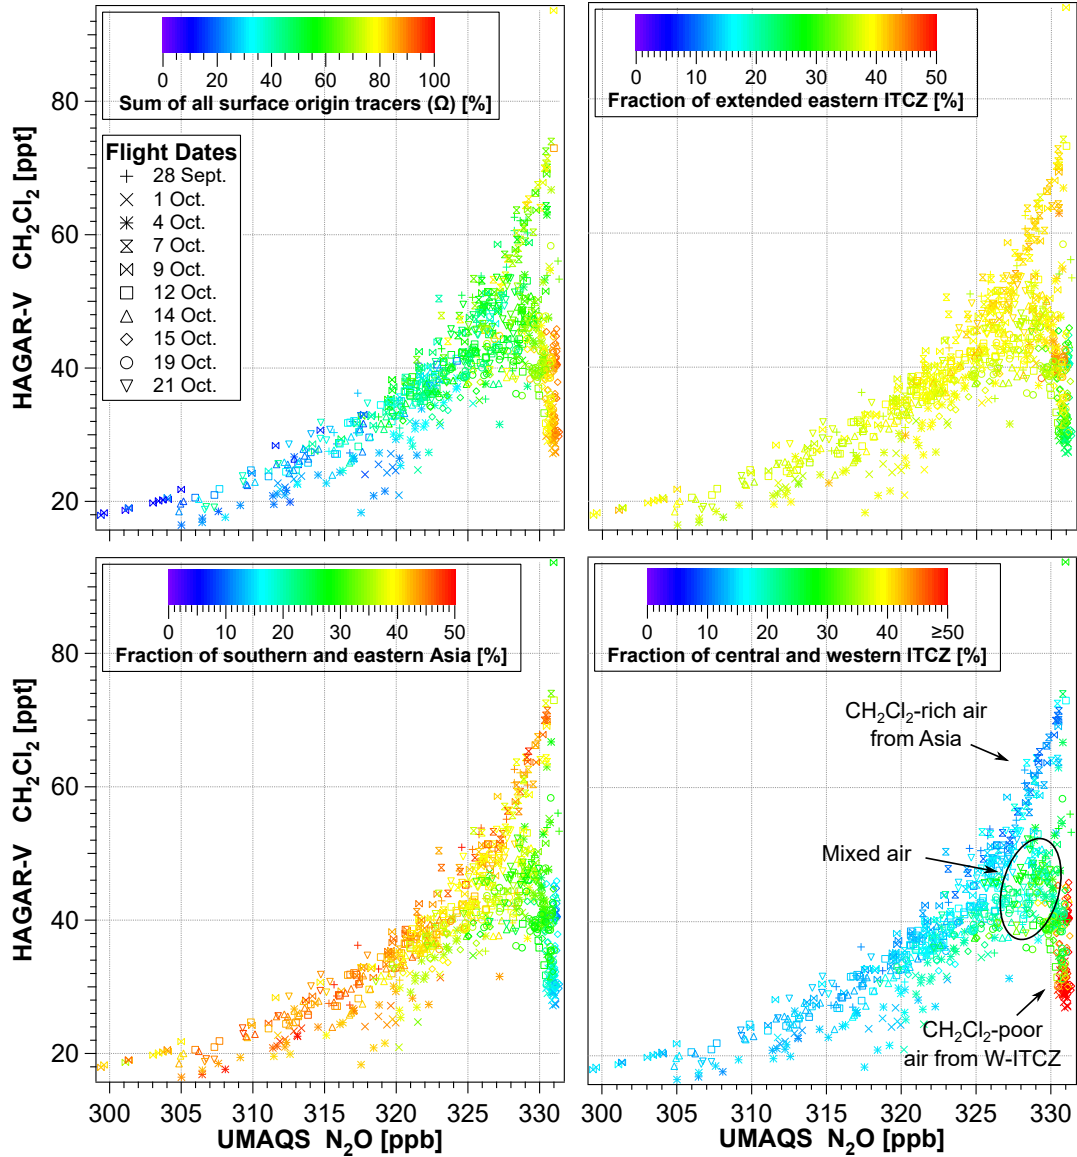 0 20 40 60 80 100
Sum of all surface origin tracers (Ω) [%]
Flight Dates
28 Sept.
1 Oct.
4 Oct.
7 Oct.
9 Oct.
12 Oct.
14 Oct.
15 Oct.
19 Oct.
21 Oct.
80
60
40
20
HAGAR-V CH₂Cl₂ [ppt]
0 10 20 30 40 50
Fraction of extended eastern ITCZ [%]
0 10 20 30 40 50
Fraction of southern and eastern Asia [%]
80
60
40
20
HAGAR-V CH₂Cl₂ [ppt]
300 305 310 315 320 325 330
UMAQS N₂O [ppb]
0 10 20 30 40 ≥50
Fraction of central and western ITCZ [%]
CH₂Cl₂-rich air
from Asia
Mixed air
CH₂Cl₂-poor
air from W-ITCZ
300 305 310 315 320 325 330
UMAQS N₂O [ppb]